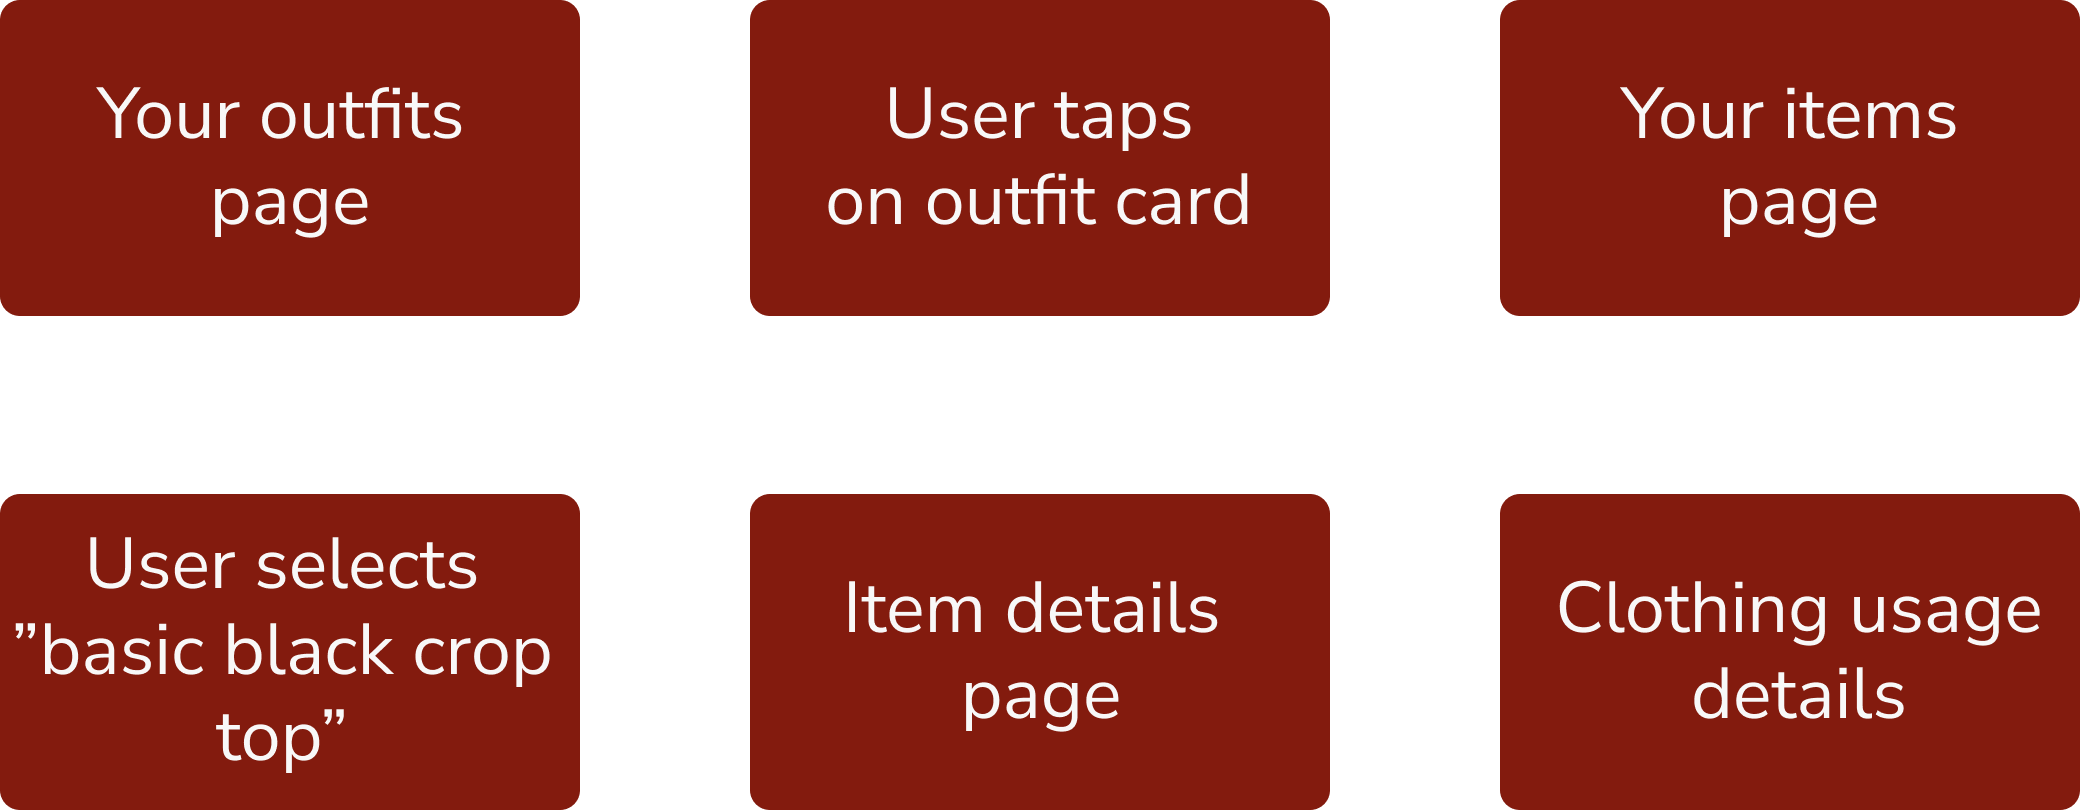 Your outfits
page
User taps
on outfit card
Your items
page
User selects
”basic black crop
top”
Item details
page
Clothing usage
details